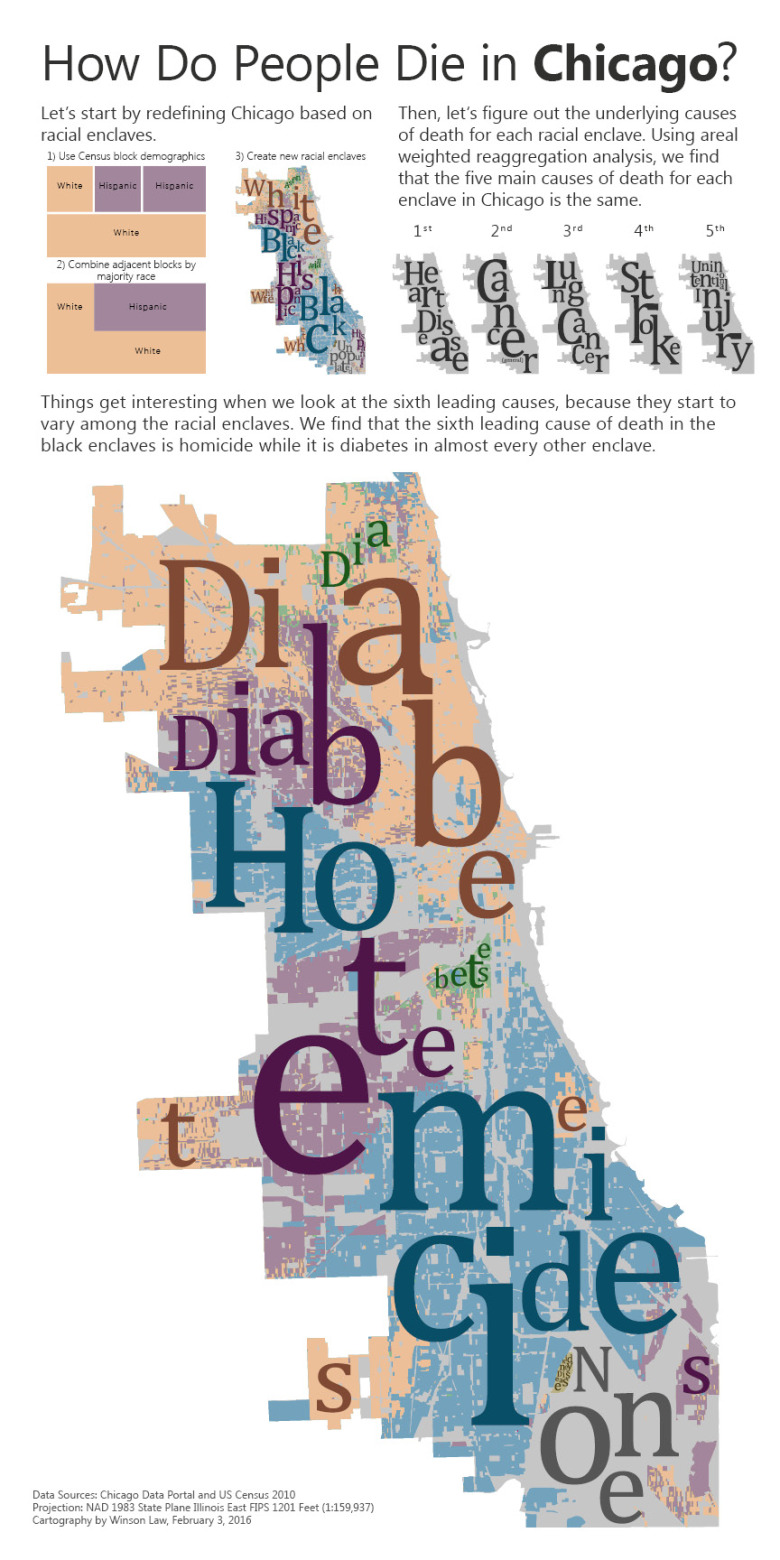 How Do People Die in Chicago?
Let's start by redefining Chicago based on
racial enclaves.
1) Use Census block demographics
White
Hispanic
Hispanic
White
2) Combine adjacent blocks by
majority race
White
Hispanic
White
3) Create new racial enclaves
White
Asian
Hispanic
Black
Hispanic
Asian
White
Black
White
Hispa
Unpopulated
Then, let's figure out the underlying causes
of death for each racial enclave. Using areal
weighted reaggregation analysis, we find
that the five main causes of death for each
enclave in Chicago is the same.
1st
2nd
3rd
4th
5th
Heart Disease
Cancer (general)
Lung Cancer
Stroke
Unintention Injury
Things get interesting when we look at the sixth leading causes, because they start to
vary among the racial enclaves. We find that the sixth leading cause of death in the
black enclaves is homicide while it is diabetes in almost every other enclave.
Dia
Diabe
Diab
Ho
te
betes
e
t
e
micide
s
None
s
Data Sources: Chicago Data Portal and US Census 2010
Projection: NAD 1983 State Plane Illinois East FIPS 1201 Feet (1:159,937)
Cartography by Winson Law, February 3, 2016